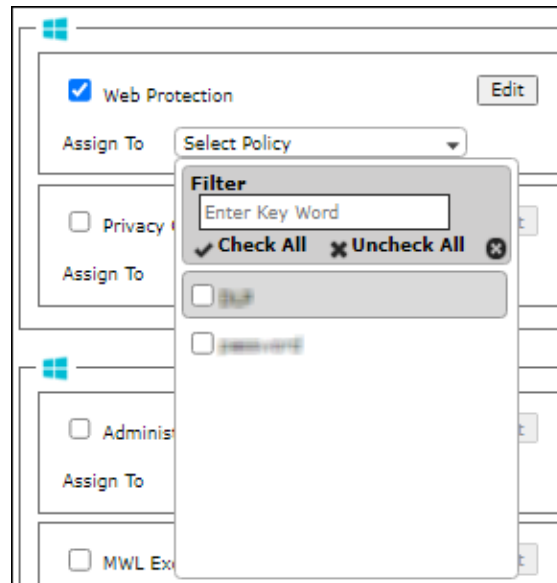 Web Protection
Edit
Assign To
Select Policy
Filter
Enter Key Word
Check All
Uncheck All
Privacy
Assign To
Adminis
Assign To
MWL Ex